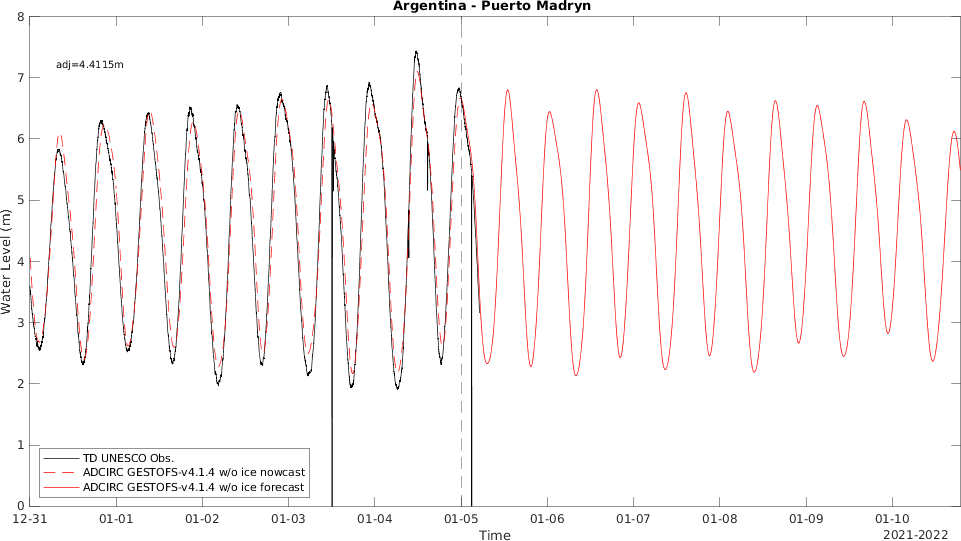 Argentina - Puerto Madryn
8
adj=4.4115m
7
6
5
4
3
2
1
0
Water Level (m)
TD UNESCO Obs.
ADCIRC GESTOFS-v4.1.4 w/o ice nowcast
ADCIRC GESTOFS-v4.1.4 w/o ice forecast
12-31 01-01 01-02 01-03 01-04 01-05 01-06 01-07 01-08 01-09 01-10
Time
2021-2022